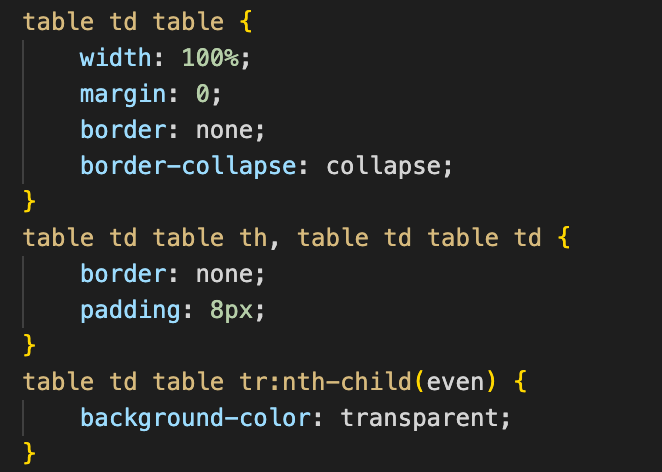 table td table {
    width: 100%;
    margin: 0;
    border: none;
    border-collapse: collapse;
}
table td table th, table td table td {
    border: none;
    padding: 8px;
}
table td table tr:nth-child(even) {
    background-color: transparent;
}